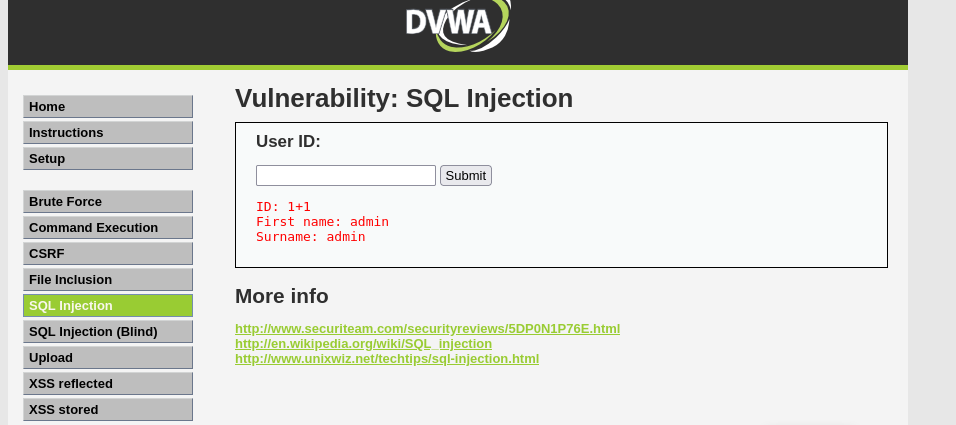 DVWA
Home
Instructions
Setup
Brute Force
Command Execution
CSRF
File Inclusion
SQL Injection
SQL Injection (Blind)
Upload
XSS reflected
XSS stored
Vulnerability: SQL Injection
User ID:
Submit
ID: 1+1
First name: admin
Surname: admin
More info
http://www.securiteam.com/securityreviews/5DP0N1P76E.html
http://en.wikipedia.org/wiki/SQL_injection
http://www.unixwiz.net/techtips/sql-injection.html